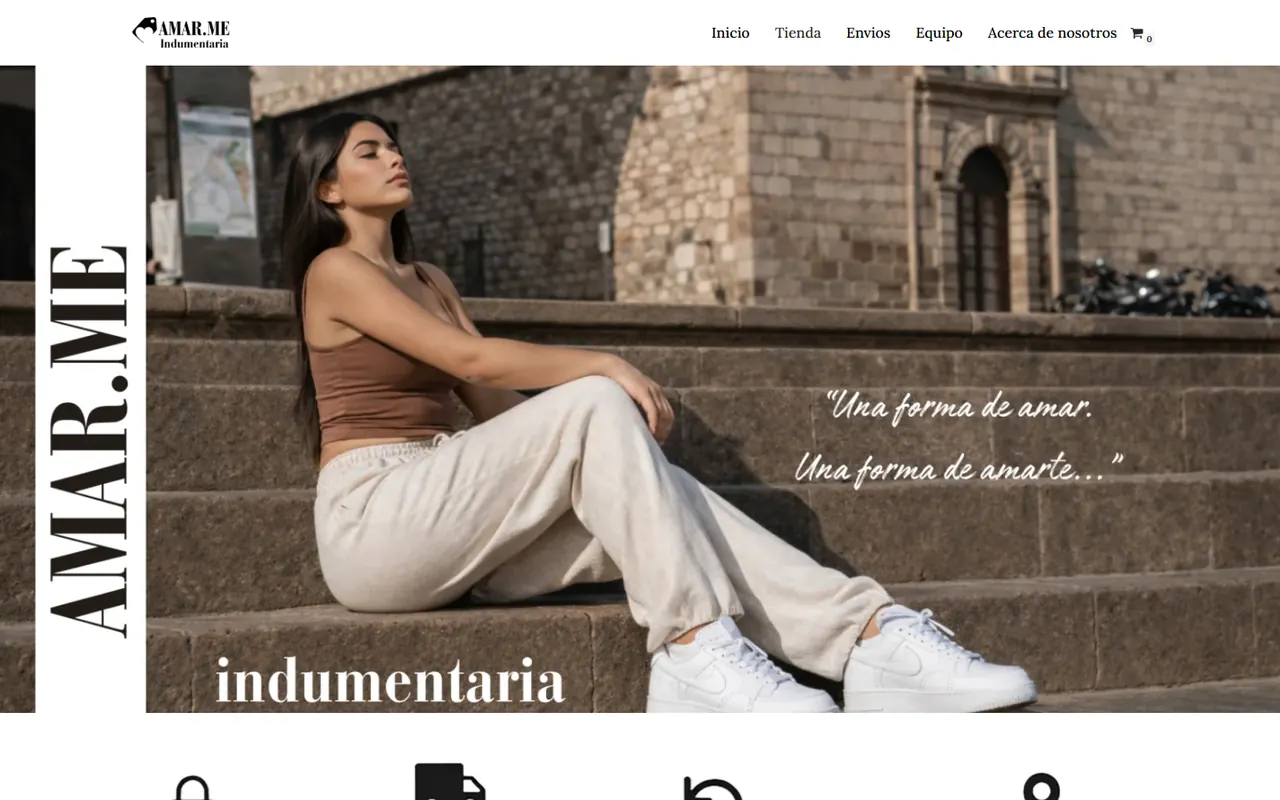 AMAR.ME
Indumentaria
Inicio
Tienda
Envios
Equipo
Acerca de nosotros
0
AMAR.ME
“Una forma de amar.
Una forma de amarte...”
indumentaria